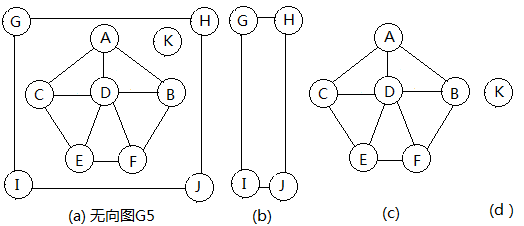 G H A K C D B E F I J
G H I J
A C D B E F
K
(a) 无向图G5
(b)
(c)
(d )